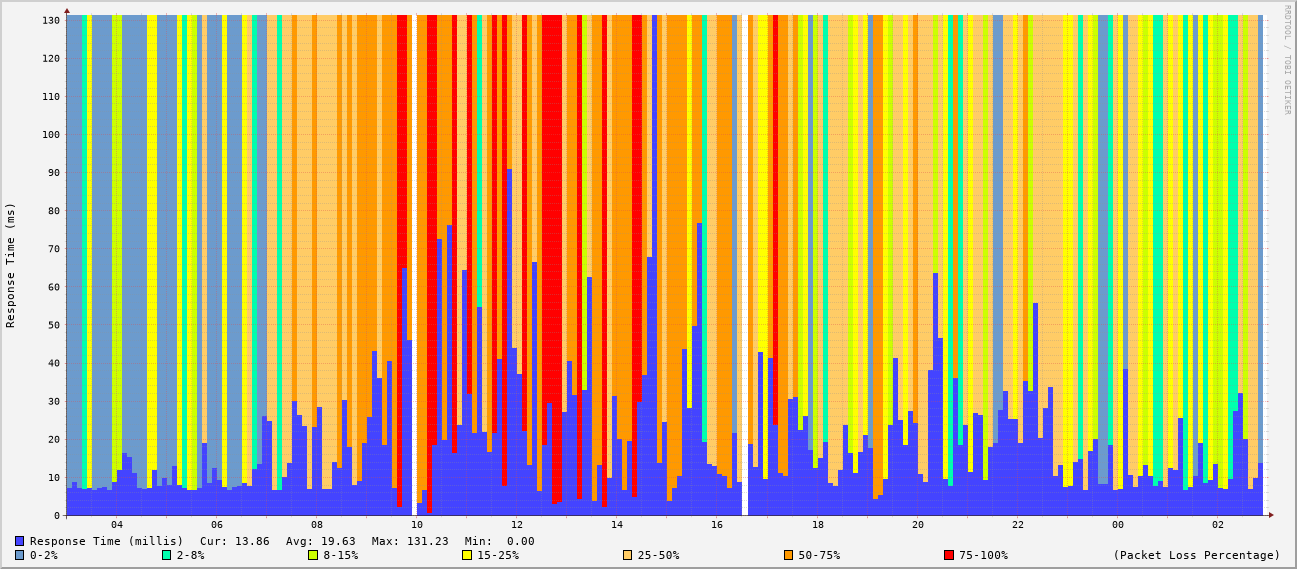 RRDTOOL / TOBI OETIKER
Response Time (ms)
130
120
110
100
90
80
70
60
50
40
30
20
10
0
04 06 08 10 12 14 16 18 20 22 00 02
Response Time (millis) Cur: 13.86 Avg: 19.63 Max: 131.23 Min: 0.00
0-2% 2-8% 8-15% 15-25% 25-50% 50-75% 75-100% (Packet Loss Percentage)